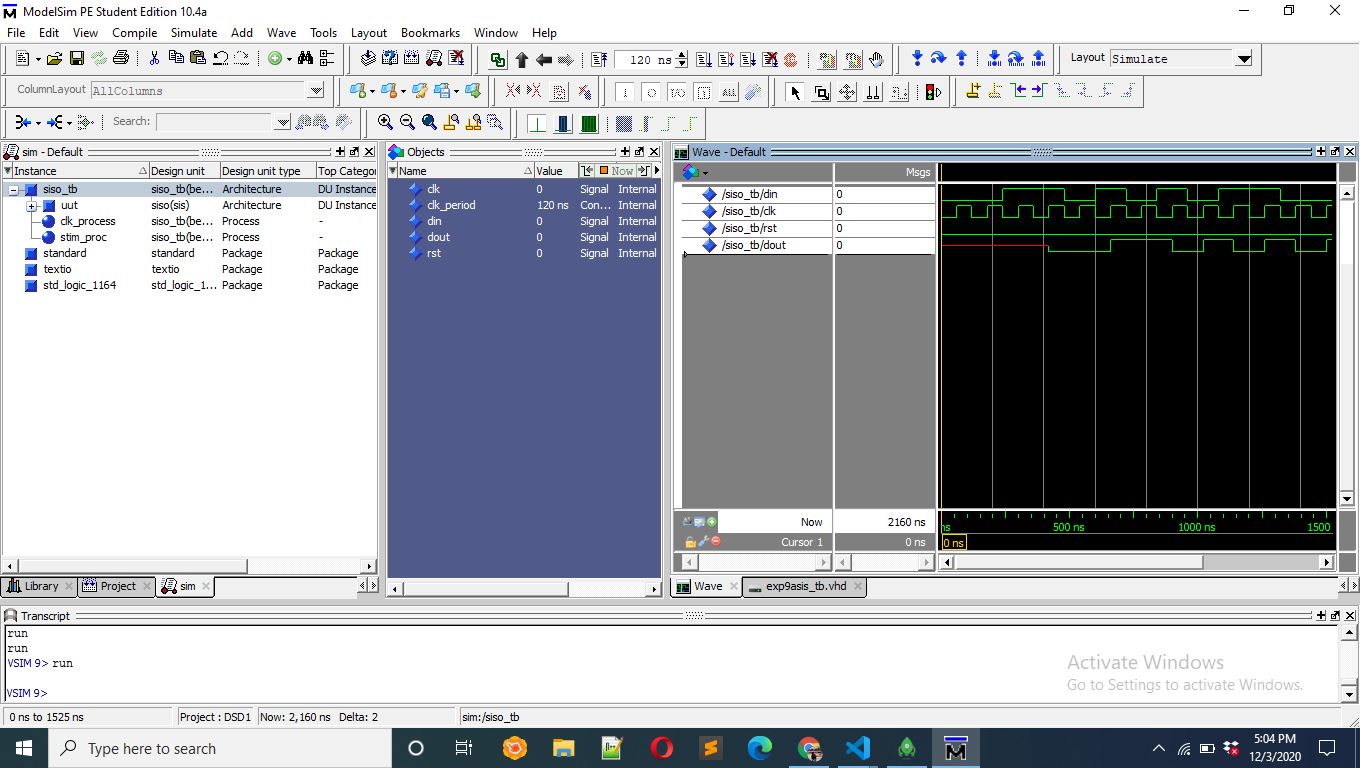 ModelSim PE Student Edition 10.4a
File Edit View Compile Simulate Add Wave Tools Layout Bookmarks Window Help
120 ns
Layout Simulate
ColumnLayout AllColumns
Search:
sim - Default
Instance Design unit Design unit type Top Categor
siso_tb siso_tb(be... Architecture DU Instance
uut siso(sis) Architecture DU Instance
clk_process siso_tb(be... Process -
stim_proc siso_tb(be... Process -
standard standard Package Package
textio textio Package Package
std_logic_1164 std_logic_1... Package Package
Objects
Name Value Now
clk 0 Signal Internal
clk_period 120 ns Con... Internal
din 0 Signal Internal
dout 0 Signal Internal
rst 0 Signal Internal
Wave - Default
Msgs
/siso_tb/din 0
/siso_tb/clk 0
/siso_tb/rst 0
/siso_tb/dout 0
Now 2160 ns ns 500 ns 1000 ns 1500
Cursor 1 0 ns 0 ns
Library Project sim
Wave exp9asis_tb.vhd
Transcript
run
run
VSIM 9> run
VSIM 9>
Activate Windows
Go to Settings to activate Windows.
0 ns to 1525 ns Project : DSD1 Now: 2,160 ns Delta: 2 sim:/siso_tb
Type here to search
5:04 PM
12/3/2020